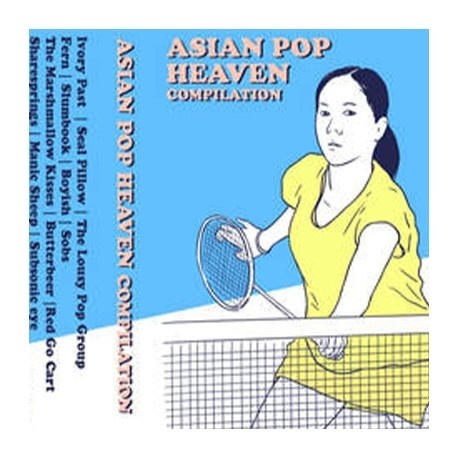 ASIAN POP
HEAVEN
COMPILATION
ASIAN POP HEAVEN COMPILATION
Ivory Past | Seal Pillow | The Lousy Pop Group
Fern | Slumbook | Boyish | Sobs
The Marshmallow Kisses | Butterbeer |Red Go Cart
Sharesprings | Manic Sheep | Subsonic eye